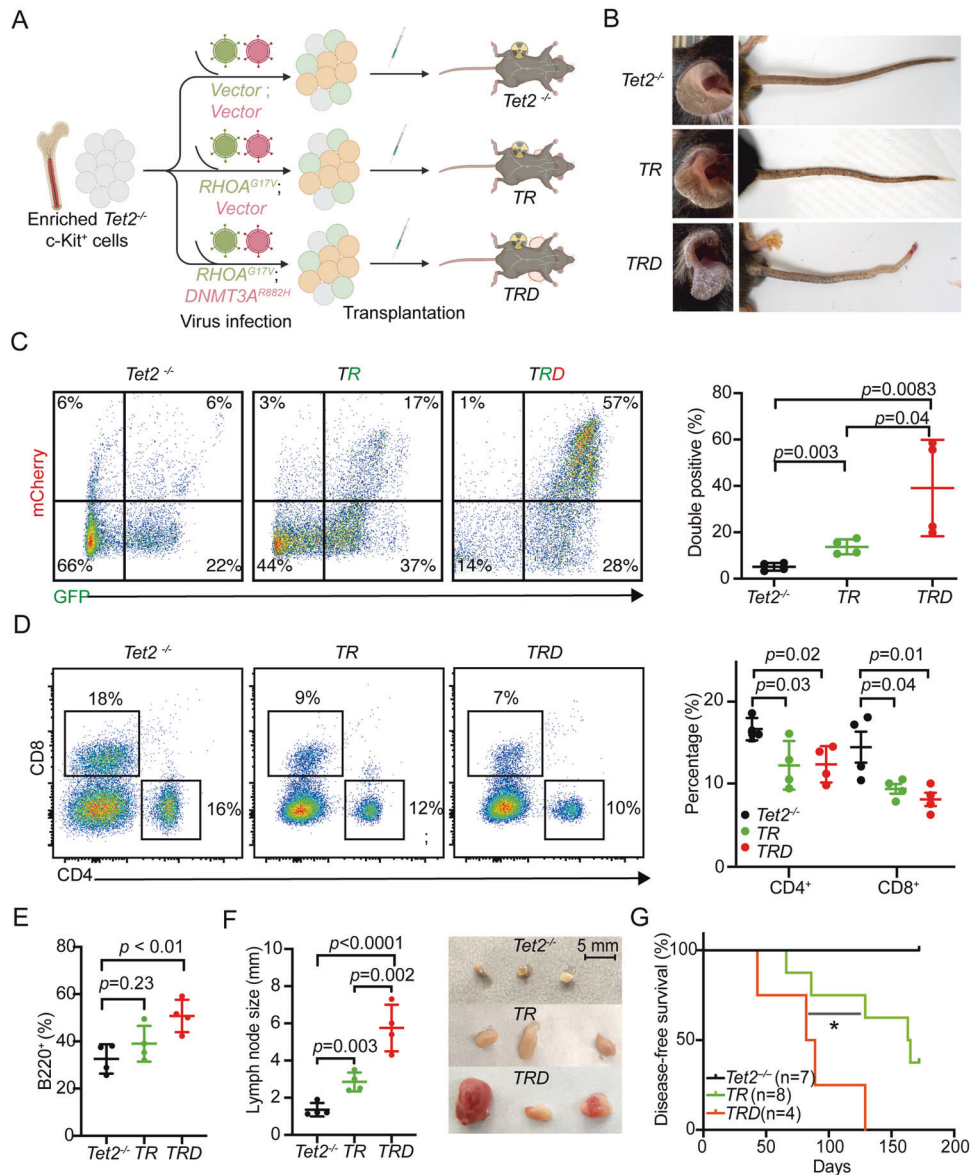 A
Vector ;
Vector
Tet2 -/-
Enriched Tet2-/-
c-Kit+ cells
RHOAG17V;
Vector
TR
RHOAG17V;
DNMT3AR882H
TRD
Virus infection
Transplantation
B
Tet2-/-
TR
TRD
C
Tet2 -/-
TR
TRD
mCherry
6% 6%
66% 22%
3% 17%
44% 37%
1% 57%
14% 28%
GFP
Double positive (%)
80
60
40
20
0
p=0.0083
p=0.04
p=0.003
Tet2-/- TR TRD
D
Tet2 -/-
TR
TRD
CD8
18%
16%
9%
12%
;
7%
10%
CD4
Percentage (%)
20
10
0
p=0.02
p=0.03
p=0.01
p=0.04
Tet2-/-
TR
TRD
CD4+ CD8+
E
B220+ (%)
80
60
40
20
0
p < 0.01
p=0.23
Tet2-/- TR TRD
F
Lymph node size (mm)
10
8
6
4
2
0
p<0.0001
p=0.002
p=0.003
Tet2-/- TR TRD
Tet2-/-
5 mm
TR
TRD
G
Disease-free survival (%)
100
50
0
*
Tet2-/- (n=7)
TR (n=8)
TRD(n=4)
0 50 100 150 200
Days